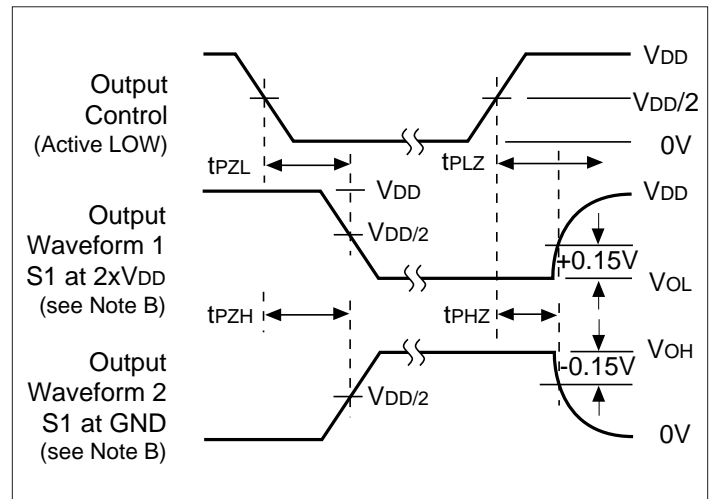 Output
Control
(Active LOW)
VDD
VDD/2
0V
tPZL
tPLZ
Output
Waveform 1
S1 at 2xVDD
(see Note B)
VDD
VDD/2
VDD
+0.15V
VOL
tPZH
tPHZ
Output
Waveform 2
S1 at GND
(see Note B)
VDD/2
VOH
-0.15V
0V